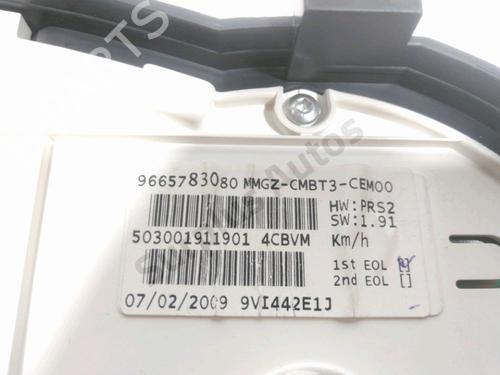 9665783080 MMGZ-CMBT3-CEM00
HW:PRS2
SW:1.91
503001911901 4CBVM Km/h
1st EOL [✓]
2nd EOL []
07/02/2009 9VI442E1J